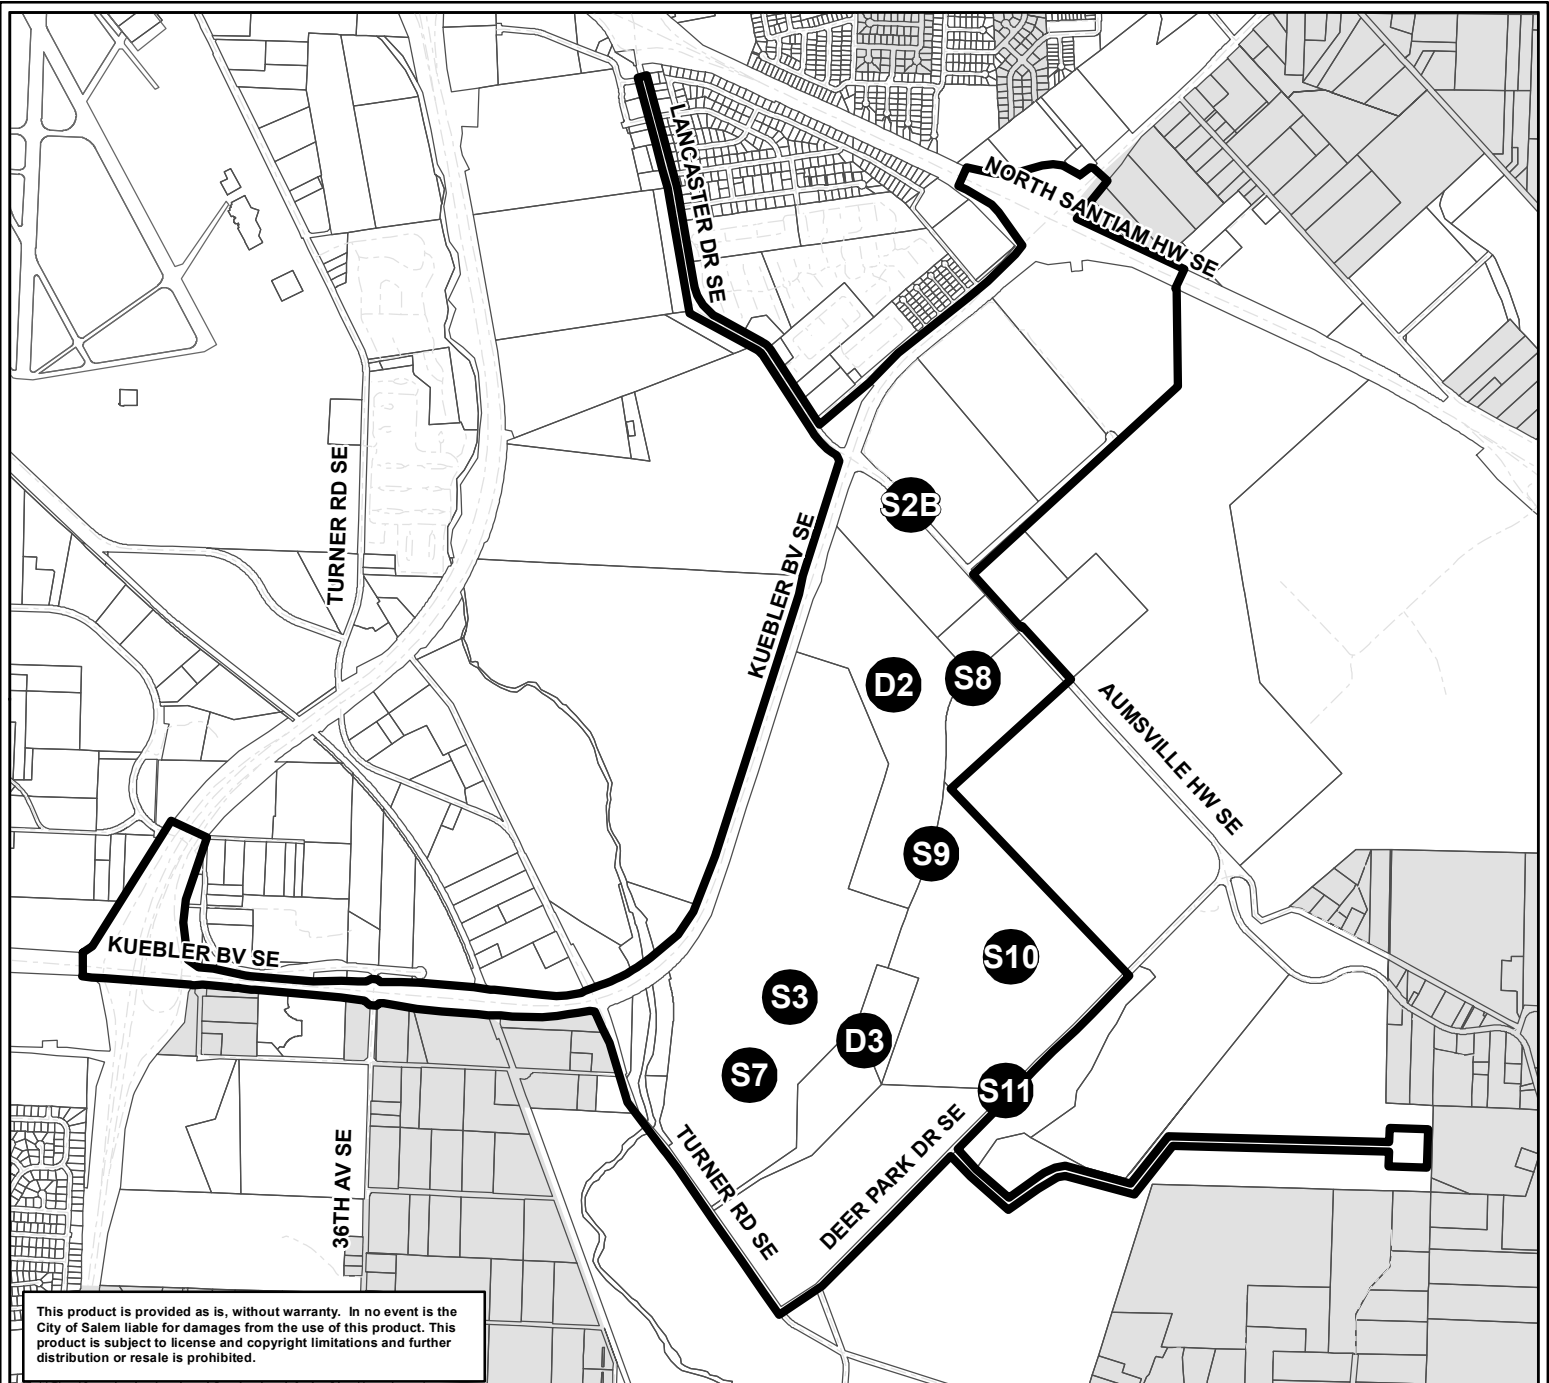 LANCASTER DR SE
NORTH SANTIAM HW SE
TURNER RD SE
S2B
KUEBLER BV SE
D2
S8
AUMSVILLE HW SE
S9
KUEBLER BV SE
S10
S3
D3
S7
S11
36TH AV SE
TURNER RD SE
DEER PARK DR SE
This product is provided as is, without warranty. In no event is the
City of Salem liable for damages from the use of this product. This
product is subject to license and copyright limitations and further
distribution or resale is prohibited.